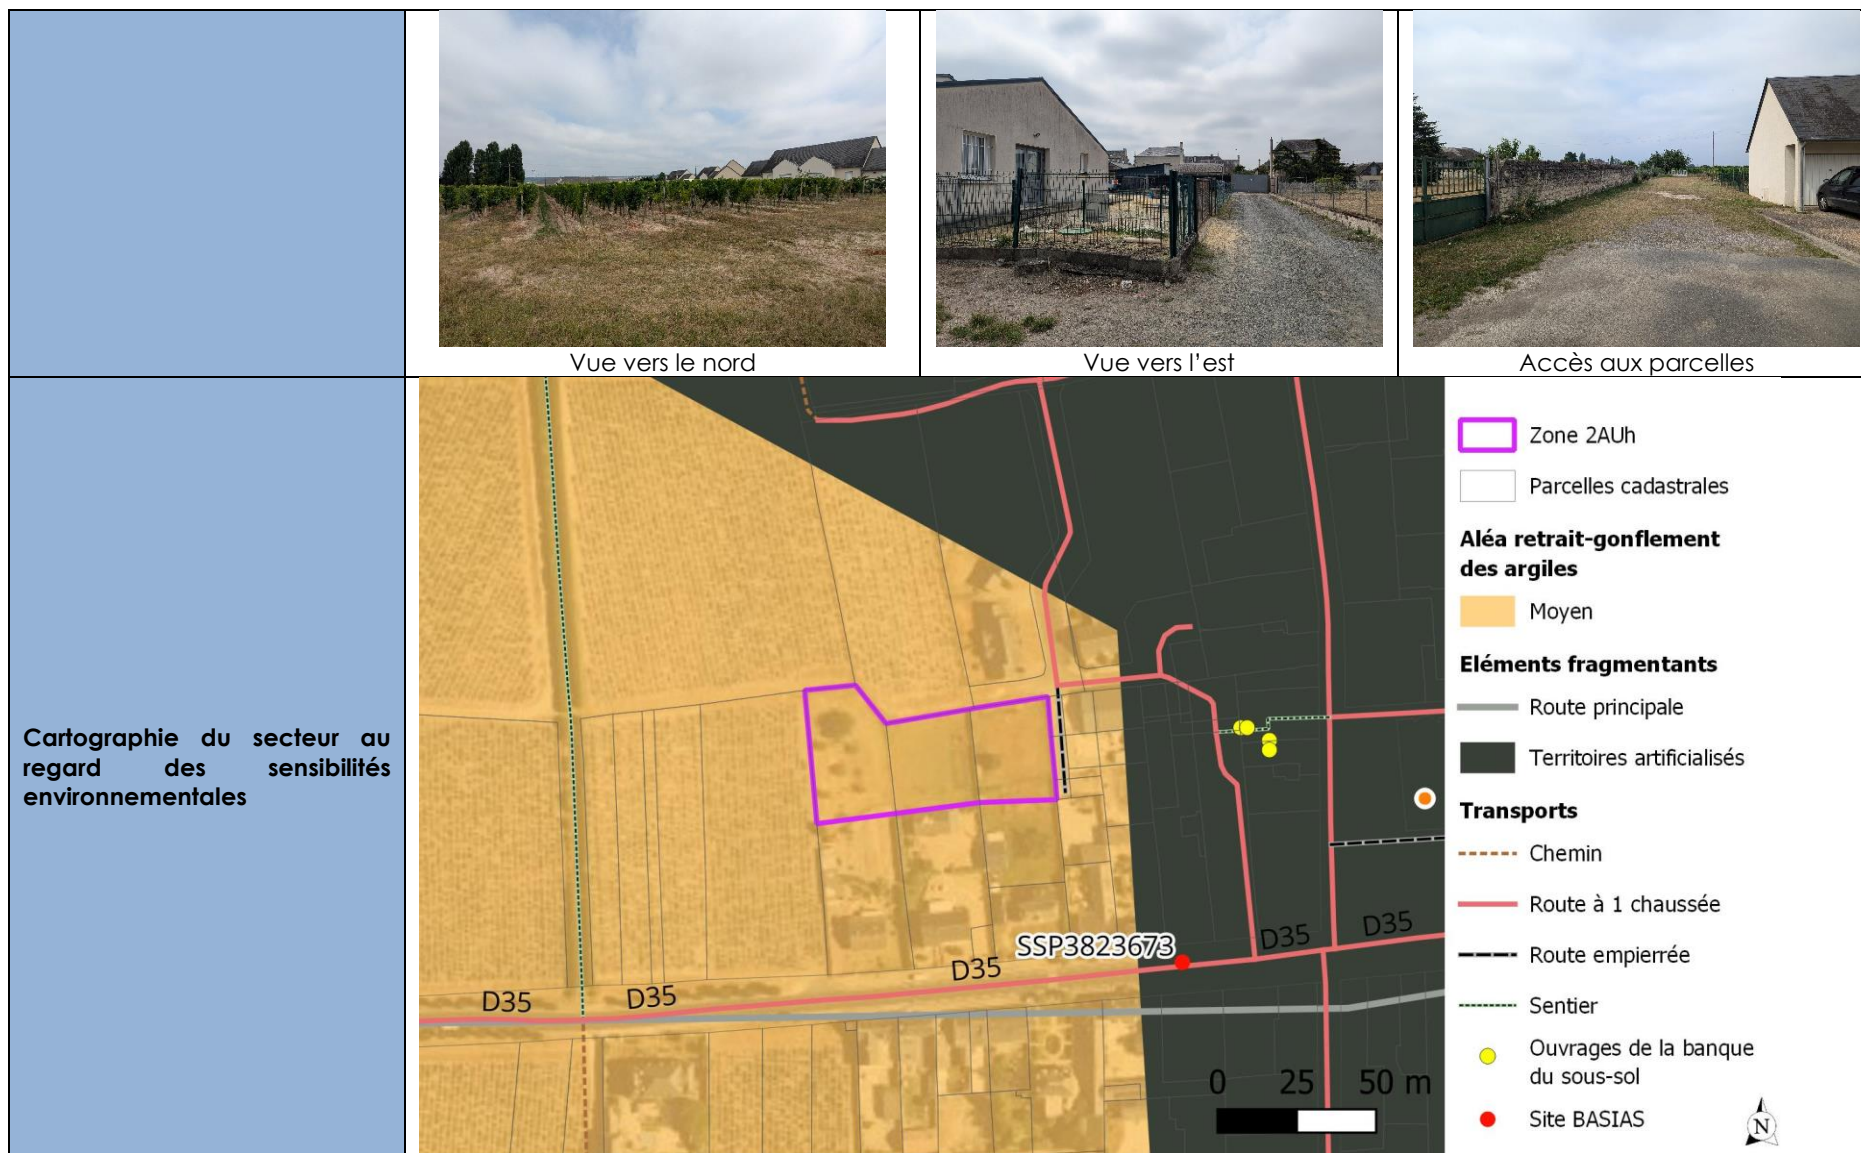 Vue vers le nord
Vue vers l'est
Accès aux parcelles
Cartographie du secteur au
regard des sensibilités
environnementales
SSP3823673
D35
D35
D35
D35
D35
0 25 50 m
Zone 2AUh
Parcelles cadastrales
Aléa retrait-gonflement
des argiles
Moyen
Eléments fragmentants
Route principale
Territoires artificialisés
Transports
Chemin
Route à 1 chaussée
Route empierrée
Sentier
Ouvrages de la banque
du sous-sol
Site BASIAS
N